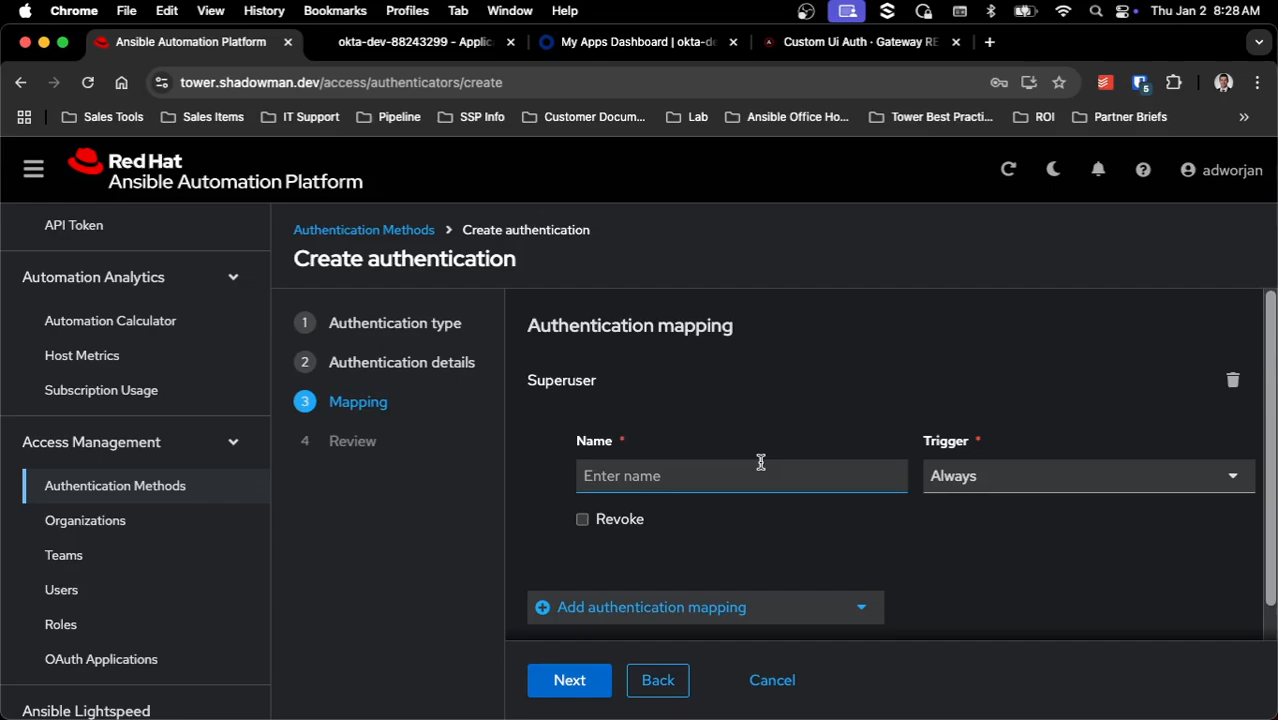 Chrome File Edit View History Bookmarks Profiles Tab Window Help Thu Jan 2 8:28 AM
Ansible Automation Platform okta-dev-88243299 - Applic My Apps Dashboard | okta-de Custom Ui Auth · Gateway RE
tower.shadowman.dev/access/authenticators/create 5
Sales Tools Sales Items IT Support Pipeline SSP Info Customer Docum... Lab Ansible Office Ho... Tower Best Practi... ROI Partner Briefs »
Red Hat
Ansible Automation Platform
adworjan
API Token
Automation Analytics
Automation Calculator
Host Metrics
Subscription Usage
Access Management
Authentication Methods
Organizations
Teams
Users
Roles
OAuth Applications
Ansible Lightspeed
Authentication Methods > Create authentication
Create authentication
1 Authentication type
2 Authentication details
3 Mapping
4 Review
Authentication mapping
Superuser
Name * Trigger *
Enter name Always
Revoke
Add authentication mapping
Next Back Cancel